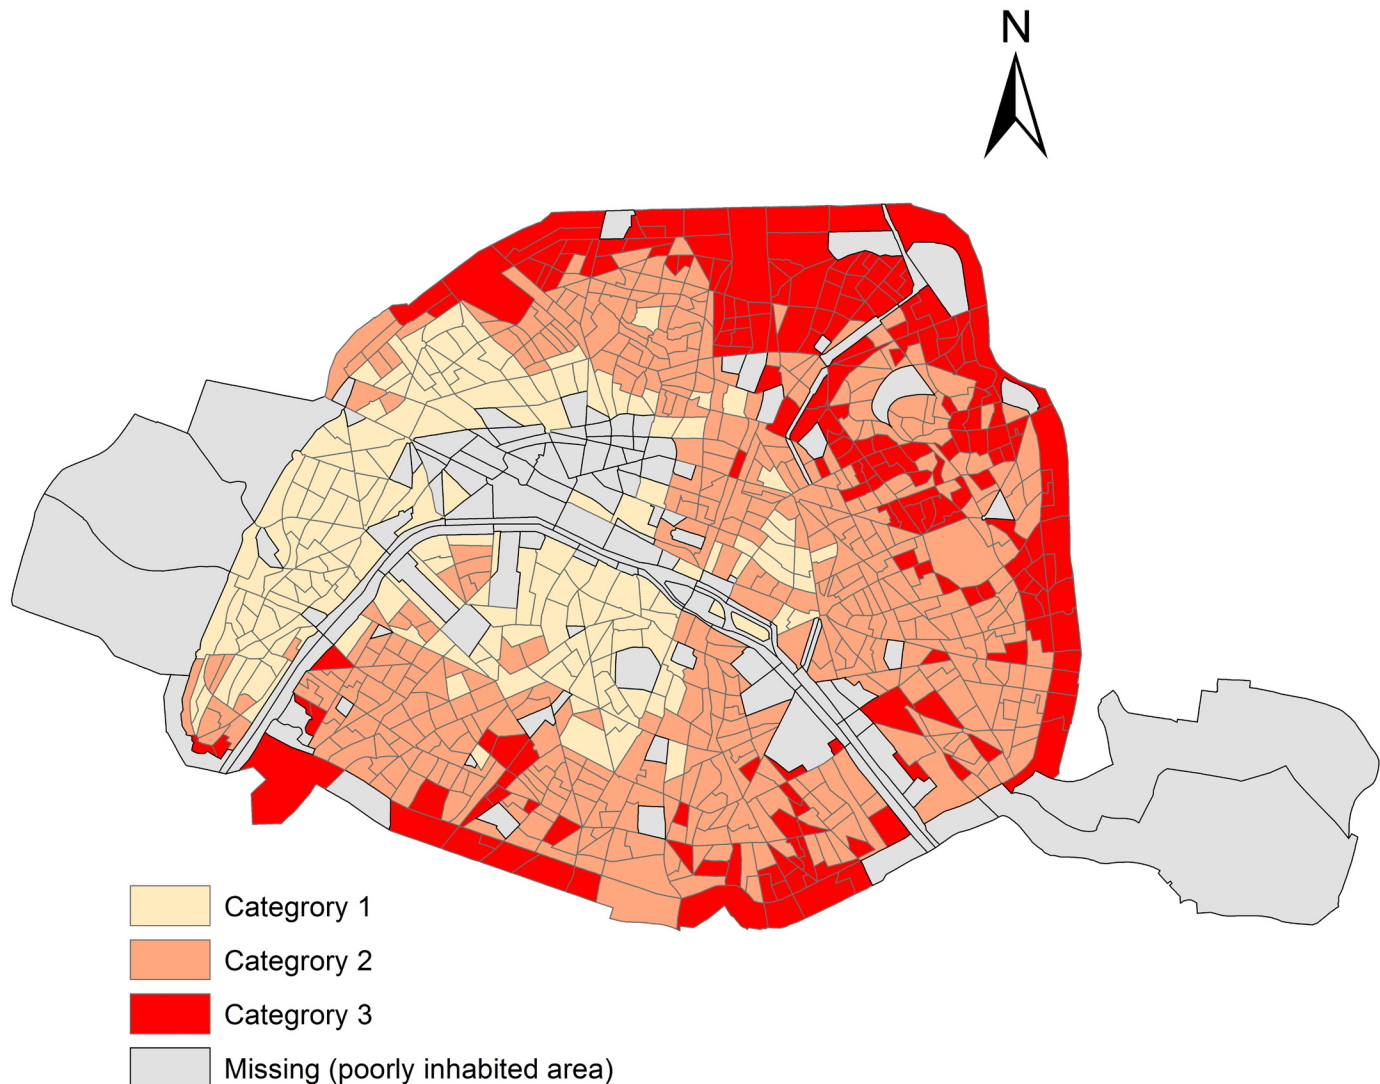 N
Categrory 1
Categrory 2
Categrory 3
Missing (poorly inhabited area)